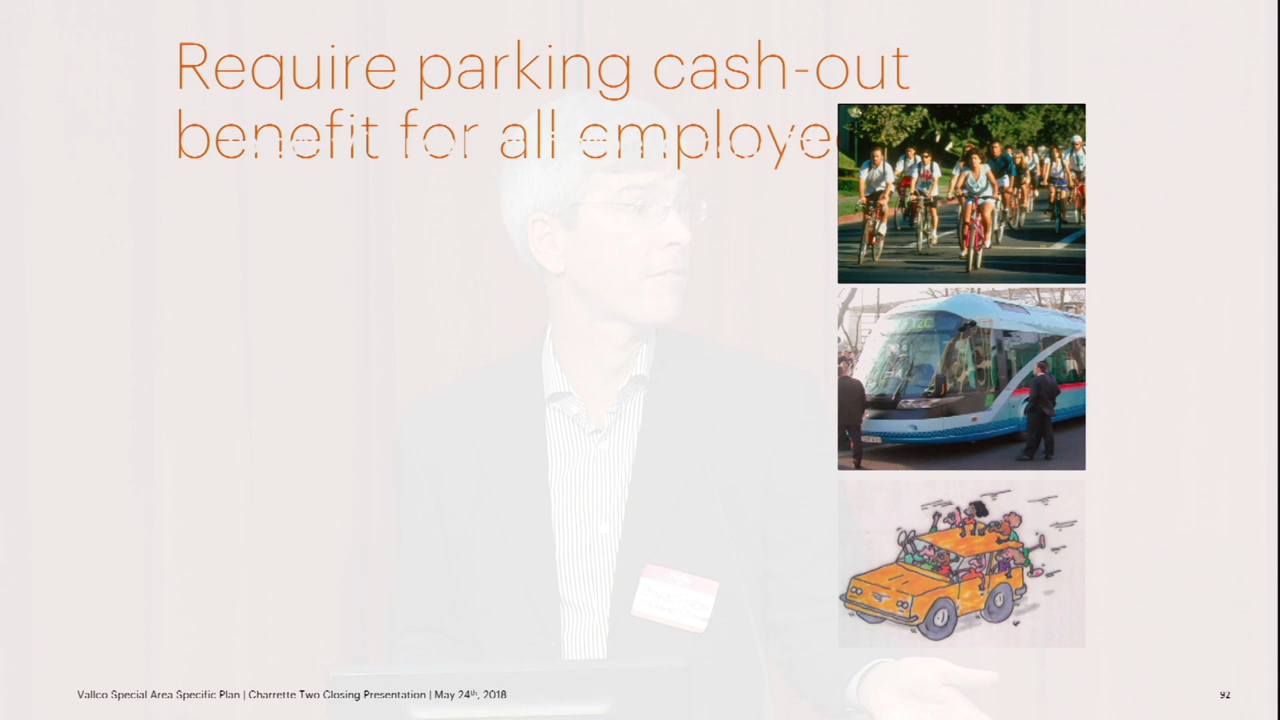 Require parking cash-out
benefit for all employe
Vallco Special Area Specific Plan | Charrette Two Closing Presentation | May 24th, 2018
92